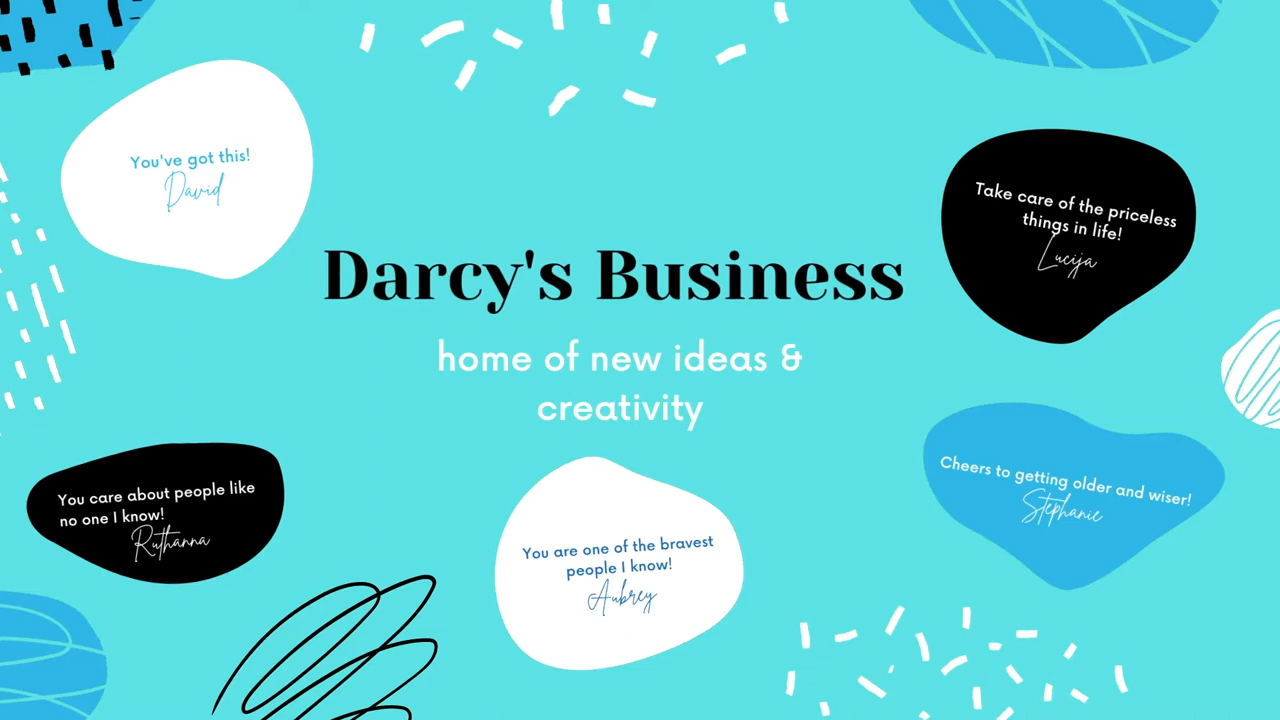 You've got this!
David
Take care of the priceless
things in life!
Lucija
Darcy's Business
home of new ideas &
creativity
Cheers to getting older and wiser!
Stephanie
You care about people like
no one I know!
Ruthanna
You are one of the bravest
people I know!
Aubrey